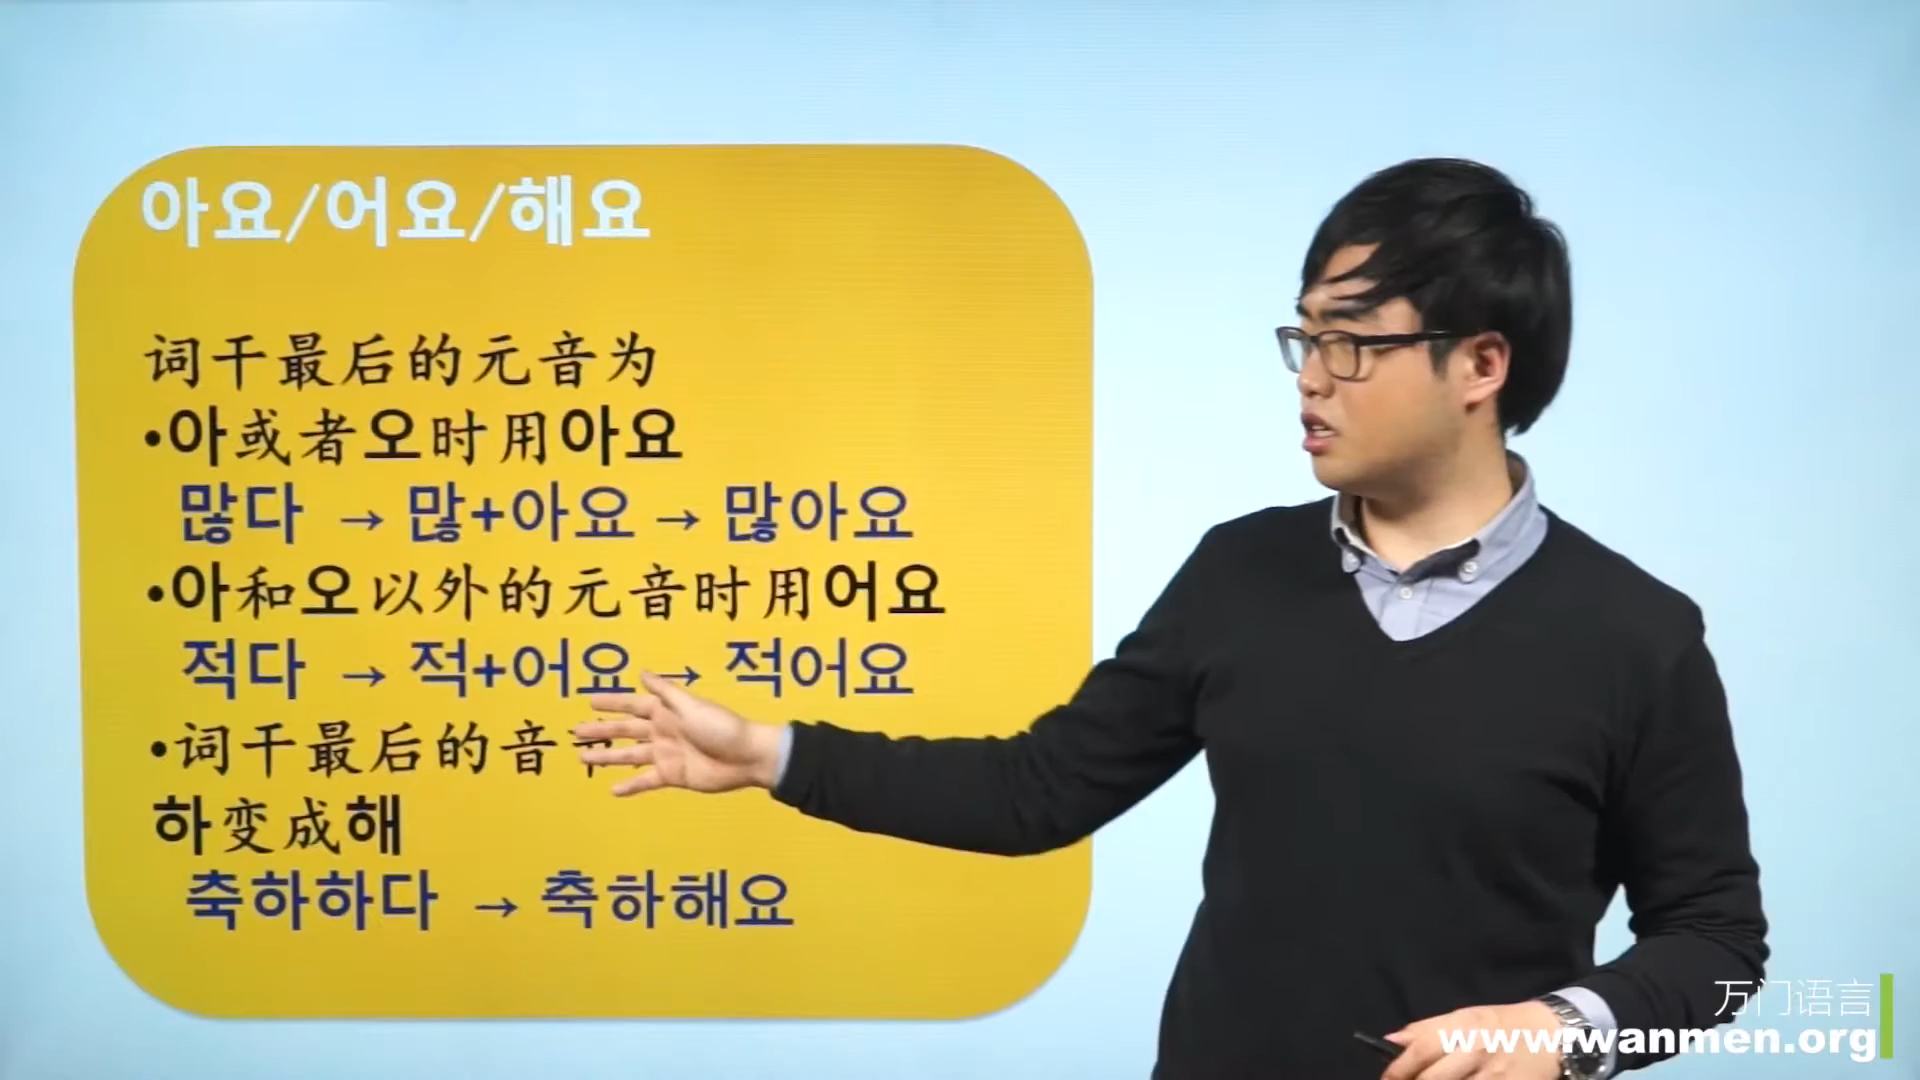 아요/어요/해요
词干最后的元音为
•아或者오时用아요
많다 → 많+아요 → 많아요
•아和오以外的元音时用어요
적다 → 적+어요 → 적어요
•词干最后的音
하变成해
축하하다 → 축하해요
万门语言
www.wanmen.org